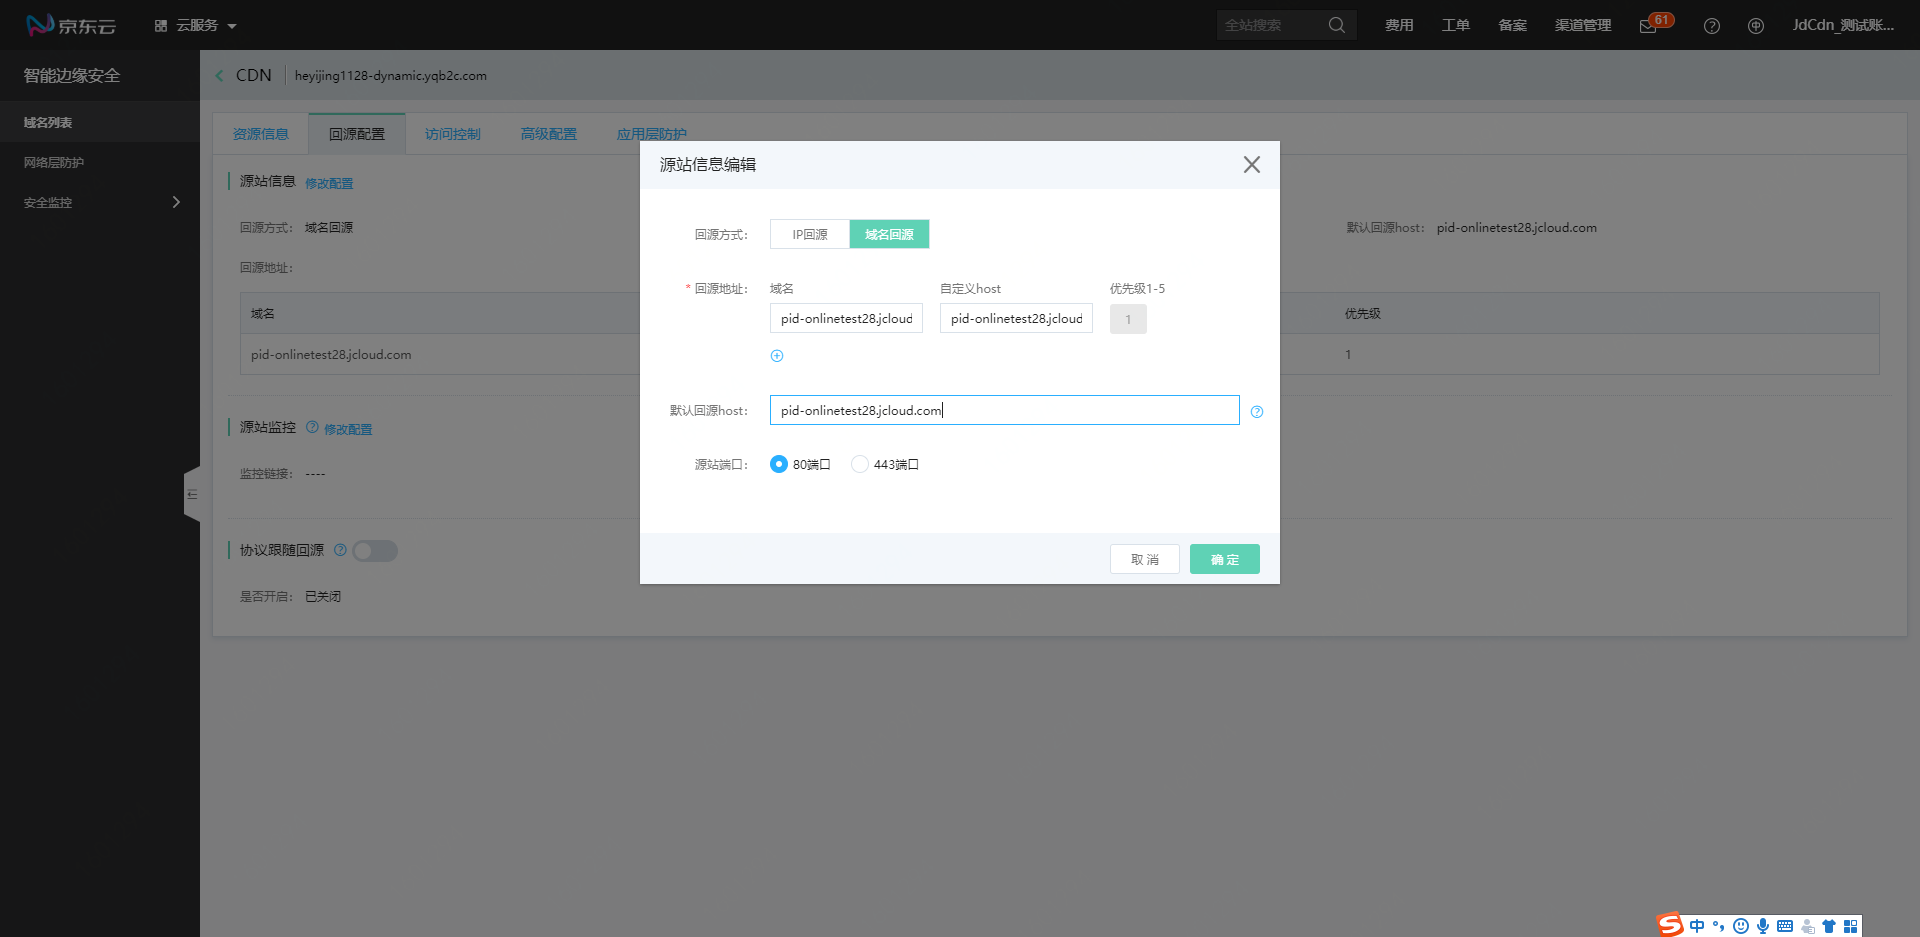 京东云
云服务
全站搜索
费用
工单
备案
渠道管理
61
JdCdn_测试账...
智能边缘安全
域名列表
网络层防护
安全监控
CDN
heyijing1128-dynamic.yqb2c.com
资源信息
回源配置
访问控制
高级配置
应用层防护
源站信息 修改配置
回源方式： 域名回源
默认回源host： pid-onlinetest28.jcloud.com
回源地址：
域名
优先级
pid-onlinetest28.jcloud.com
1
源站监控 修改配置
监控链接： ----
协议跟随回源
是否开启： 已关闭
源站信息编辑
回源方式： IP回源 域名回源
* 回源地址： 域名 自定义host 优先级1-5
pid-onlinetest28.jcloud pid-onlinetest28.jcloud 1
默认回源host： pid-onlinetest28.jcloud.com
源站端口： 80端口 443端口
取 消 确 定
中